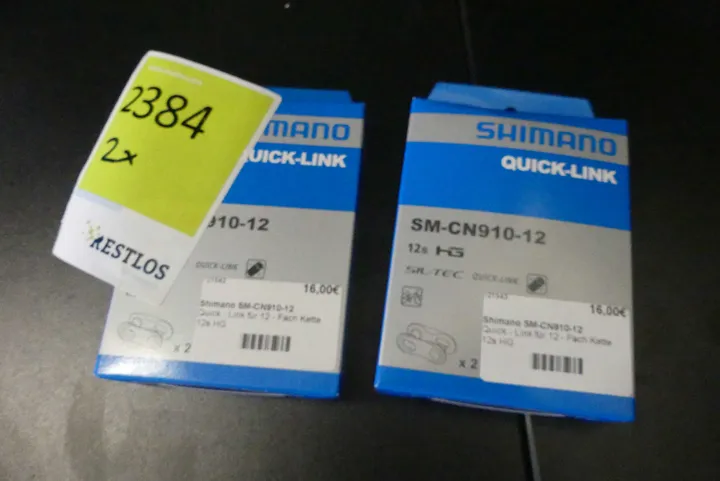 2384
2x
RESTLOS
SHIMANO
QUICK-LINK
910-12
QUICK-LINK
16,00€
Shimano SM-CN910-12
Quick - Link für 12 - Fach Kette
12s HG
x 2
SHIMANO
QUICK-LINK
SM-CN910-12
12s HG
SIL-TEC QUICK-LINK
21543
16,00€
Shimano SM-CN910-12
Quick - Link für 12 - Fach Kette
12s HG
x 2